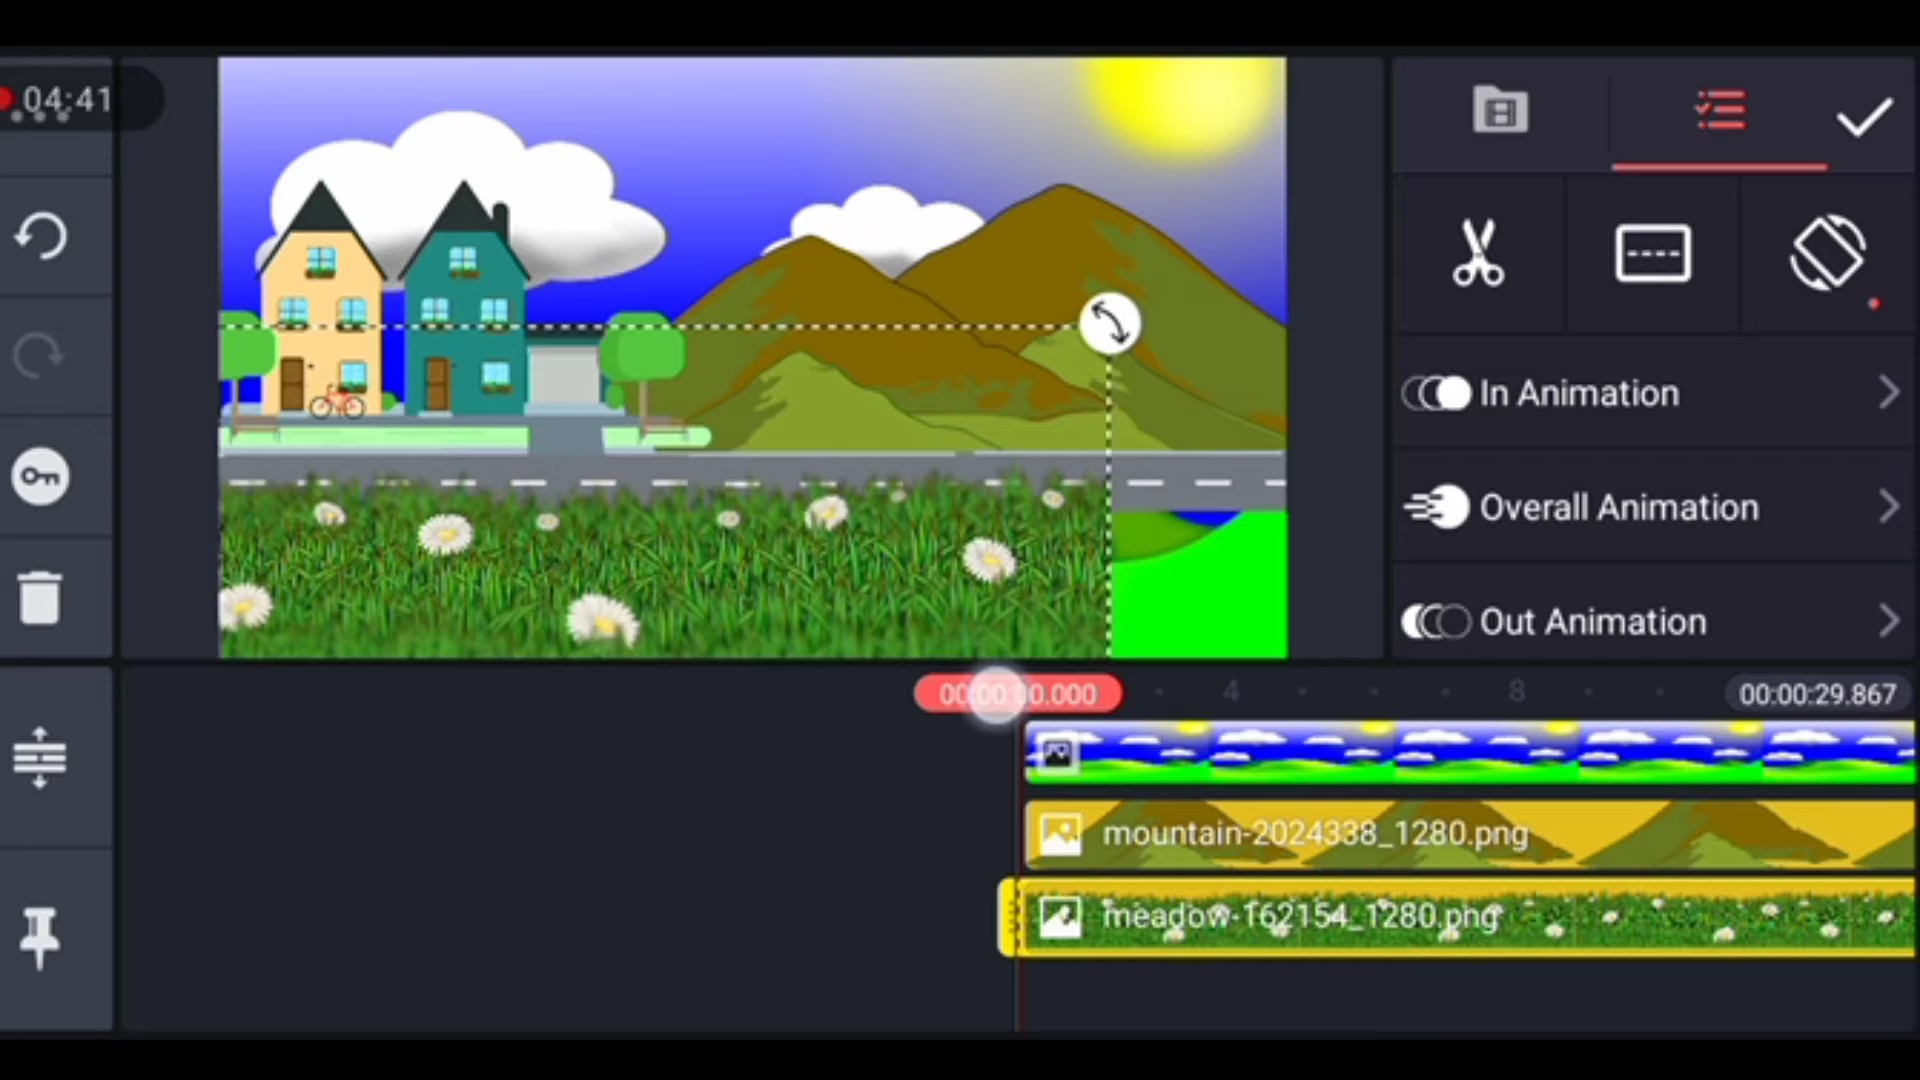 04:41
In Animation
Overall Animation
Out Animation
00:00:00.000
4
8
00:00:29.867
mountain-2024338_1280.png
meadow-162154_1280.png